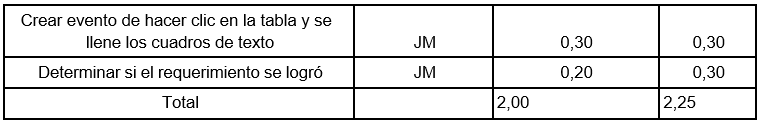 Crear evento de hacer clic en la tabla y se
llene los cuadros de texto JM 0,30 0,30
Determinar si el requerimiento se logró JM 0,20 0,30
Total 2,00 2,25